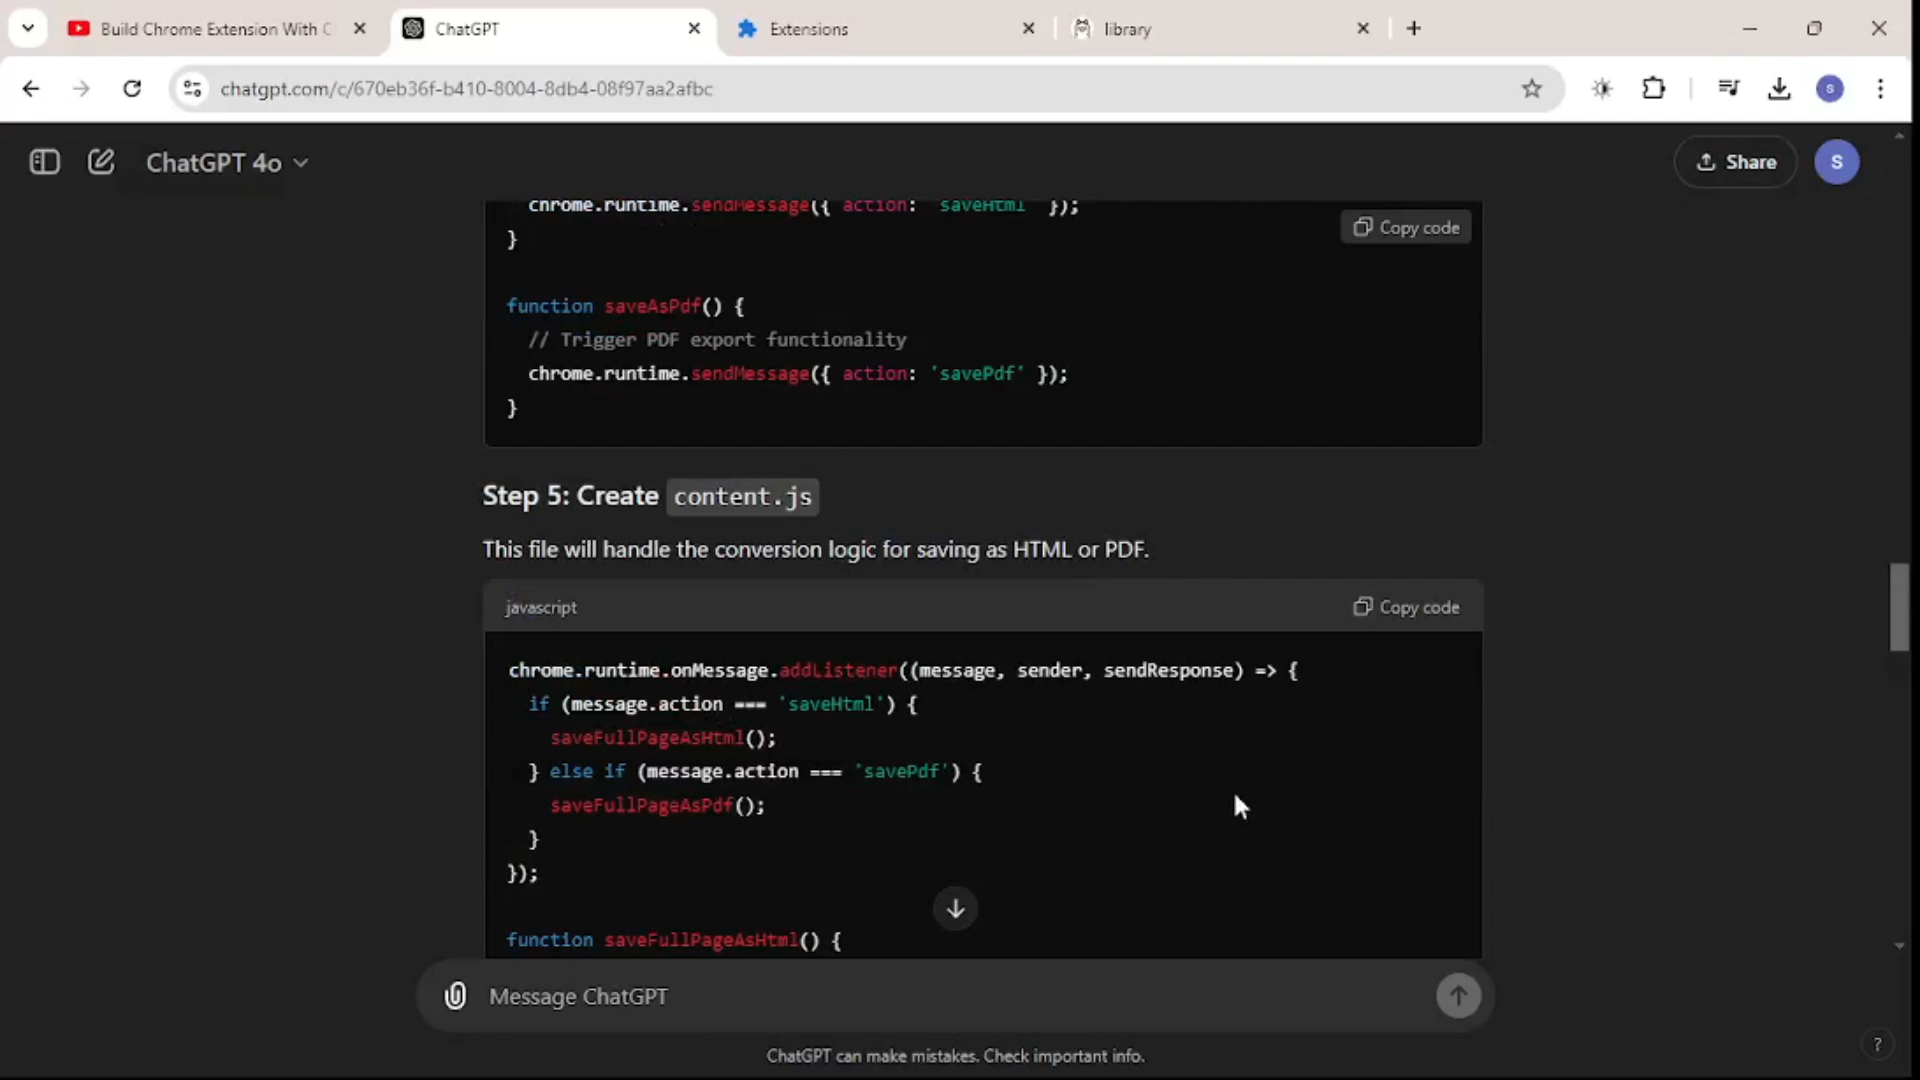 Build Chrome Extension With C
ChatGPT
Extensions
library
chatgpt.com/c/670eb36f-b410-8004-8db4-08f97aa2afbc
S
ChatGPT 4o
Share
S
chrome.runtime.sendMessage({ action: 'saveHtml' });
Copy code
}
function saveAsPdf() {
// Trigger PDF export functionality
chrome.runtime.sendMessage({ action: 'savePdf' });
}
Step 5: Create content.js
This file will handle the conversion logic for saving as HTML or PDF.
javascript
Copy code
chrome.runtime.onMessage.addListener((message, sender, sendResponse) => {
if (message.action === 'saveHtml') {
saveFullPageAsHtml();
} else if (message.action === 'savePdf') {
saveFullPageAsPdf();
}
});
function saveFullPageAsHtml() {
Message ChatGPT
ChatGPT can make mistakes. Check important info.
?